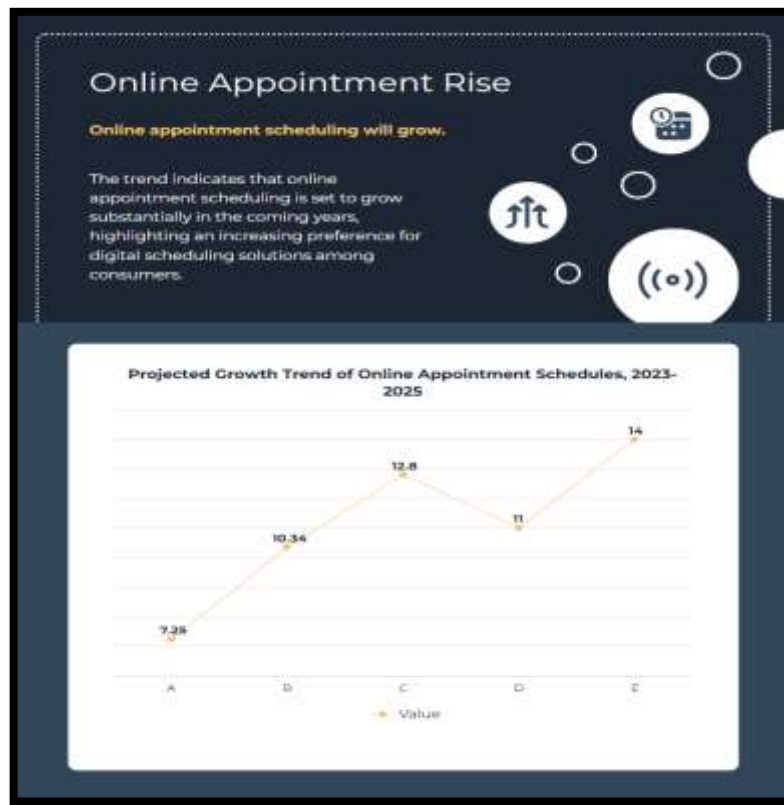 Online Appointment Rise
Online appointment scheduling will grow.
The trend indicates that online
appointment scheduling is set to grow
substantially in the coming years,
highlighting an increasing preference for
digital scheduling solutions among
consumers.
Projected Growth Trend of Online Appointment Schedules, 2023-
2025
14
12.8
11
10.34
7.25
A B C D E
Value